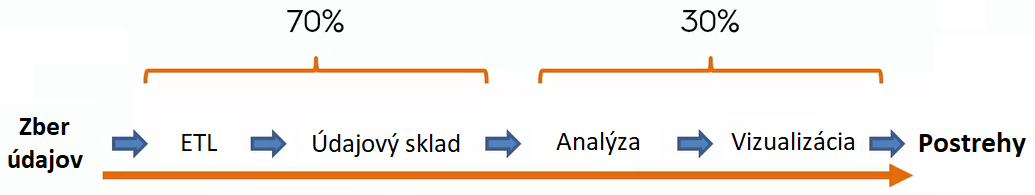 70%
30%
Zber
údajov
ETL
Údajový sklad
Analýza
Vizualizácia
Postrehy